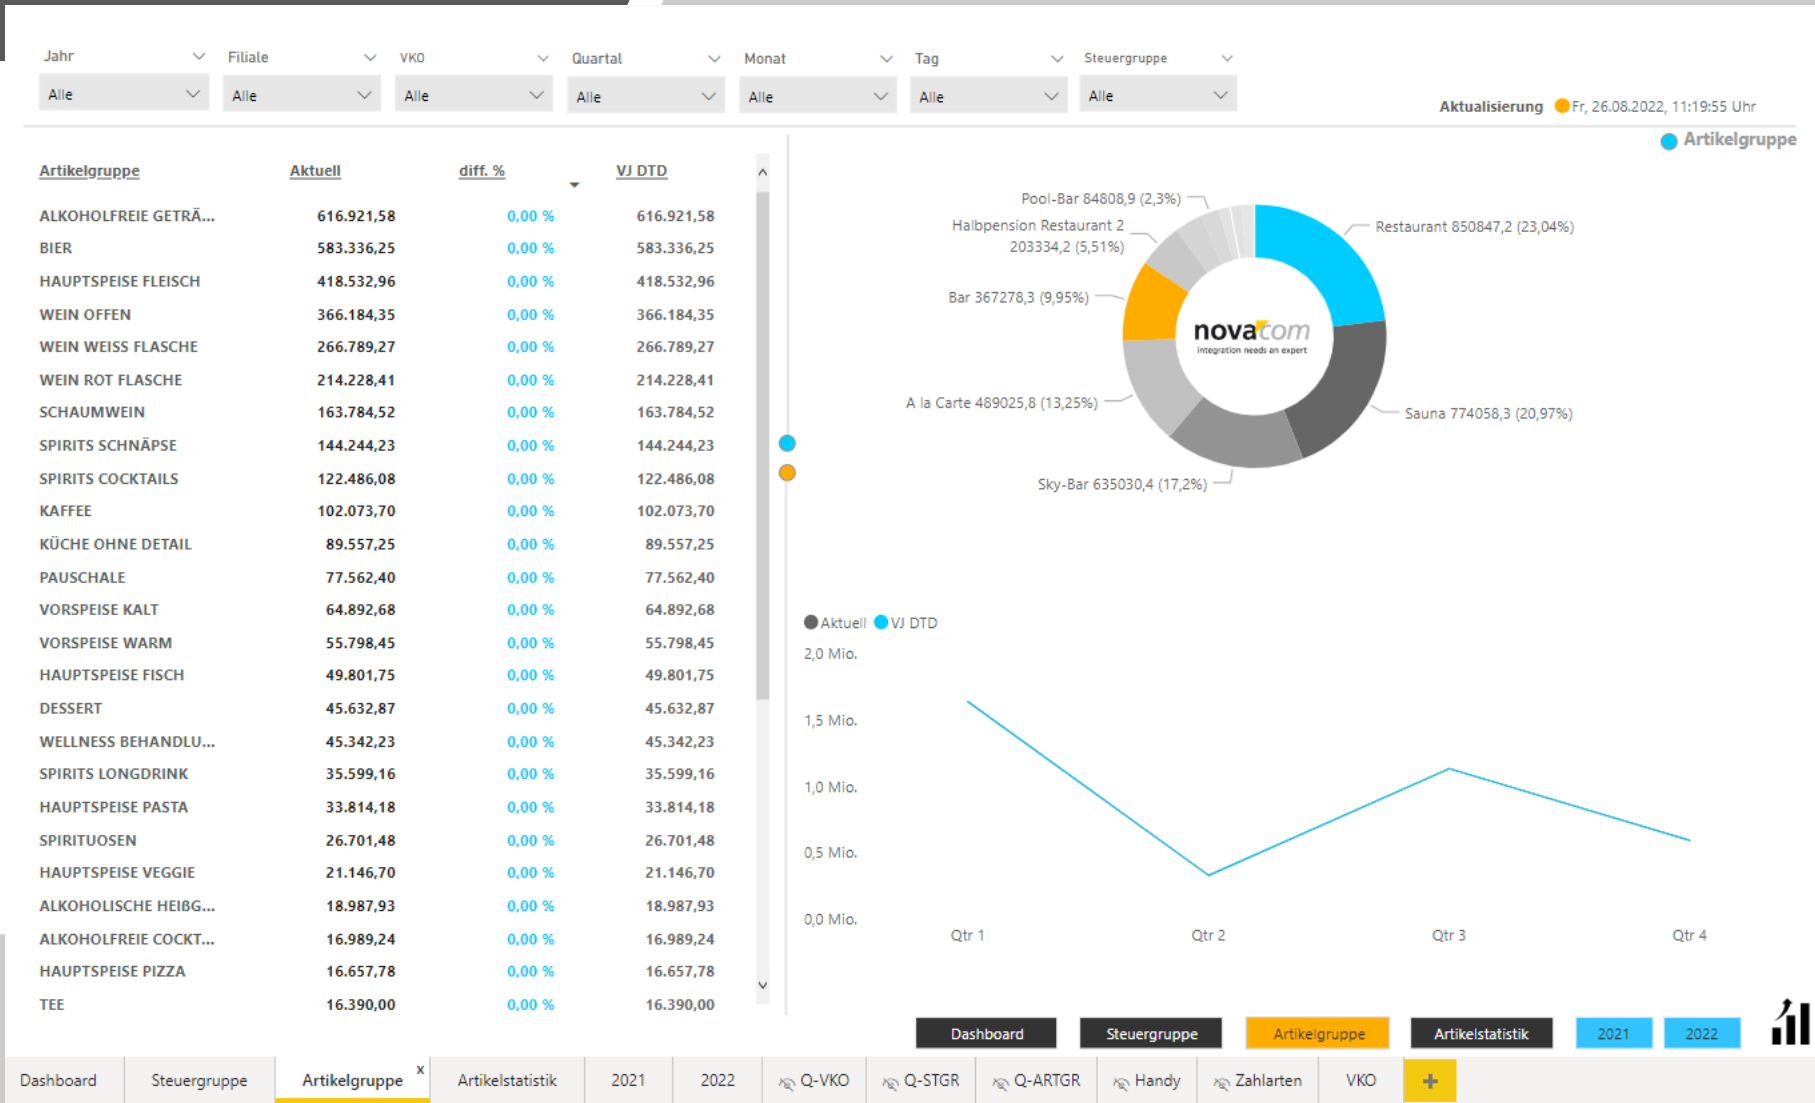 Jahr Filiale VKO Quartal Monat Tag Steuergruppe
Alle Alle Alle Alle Alle Alle Alle
Aktualisierung Fr, 26.08.2022, 11:19:55 Uhr
Artikelgruppe
Artikelgruppe Aktuell diff. % VJ DTD
ALKOHOLFREIE GETRÄ... 616.921,58 0,00 % 616.921,58
BIER 583.336,25 0,00 % 583.336,25
HAUPTSPEISE FLEISCH 418.532,96 0,00 % 418.532,96
WEIN OFFEN 366.184,35 0,00 % 366.184,35
WEIN WEISS FLASCHE 266.789,27 0,00 % 266.789,27
WEIN ROT FLASCHE 214.228,41 0,00 % 214.228,41
SCHAUMWEIN 163.784,52 0,00 % 163.784,52
SPIRITS SCHNÄPSE 144.244,23 0,00 % 144.244,23
SPIRITS COCKTAILS 122.486,08 0,00 % 122.486,08
KAFFEE 102.073,70 0,00 % 102.073,70
KÜCHE OHNE DETAIL 89.557,25 0,00 % 89.557,25
PAUSCHALE 77.562,40 0,00 % 77.562,40
VORSPEISE KALT 64.892,68 0,00 % 64.892,68
VORSPEISE WARM 55.798,45 0,00 % 55.798,45
HAUPTSPEISE FISCH 49.801,75 0,00 % 49.801,75
DESSERT 45.632,87 0,00 % 45.632,87
WELLNESS BEHANDLU... 45.342,23 0,00 % 45.342,23
SPIRITS LONGDRINK 35.599,16 0,00 % 35.599,16
HAUPTSPEISE PASTA 33.814,18 0,00 % 33.814,18
SPIRITUOSEN 26.701,48 0,00 % 26.701,48
HAUPTSPEISE VEGGIE 21.146,70 0,00 % 21.146,70
ALKOHOLISCHE HEIßG... 18.987,93 0,00 % 18.987,93
ALKOHOLFREIE COCKT... 16.989,24 0,00 % 16.989,24
HAUPTSPEISE PIZZA 16.657,78 0,00 % 16.657,78
TEE 16.390,00 0,00 % 16.390,00
Pool-Bar 84808,9 (2,3%)
Halbpension Restaurant 2
203334,2 (5,51%)
Restaurant 850847,2 (23,04%)
Bar 367278,3 (9,95%)
novacom
integration needs an expert
A la Carte 489025,8 (13,25%)
Sauna 774058,3 (20,97%)
Sky-Bar 635030,4 (17,2%)
Aktuell VJ DTD
2,0 Mio.
1,5 Mio.
1,0 Mio.
0,5 Mio.
0,0 Mio.
Qtr 1 Qtr 2 Qtr 3 Qtr 4
Dashboard Steuergruppe Artikelgruppe Artikelstatistik 2021 2022
Dashboard Steuergruppe Artikelgruppe x Artikelstatistik 2021 2022 Q-VKO Q-STGR Q-ARTGR Handy Zahlarten VKO +